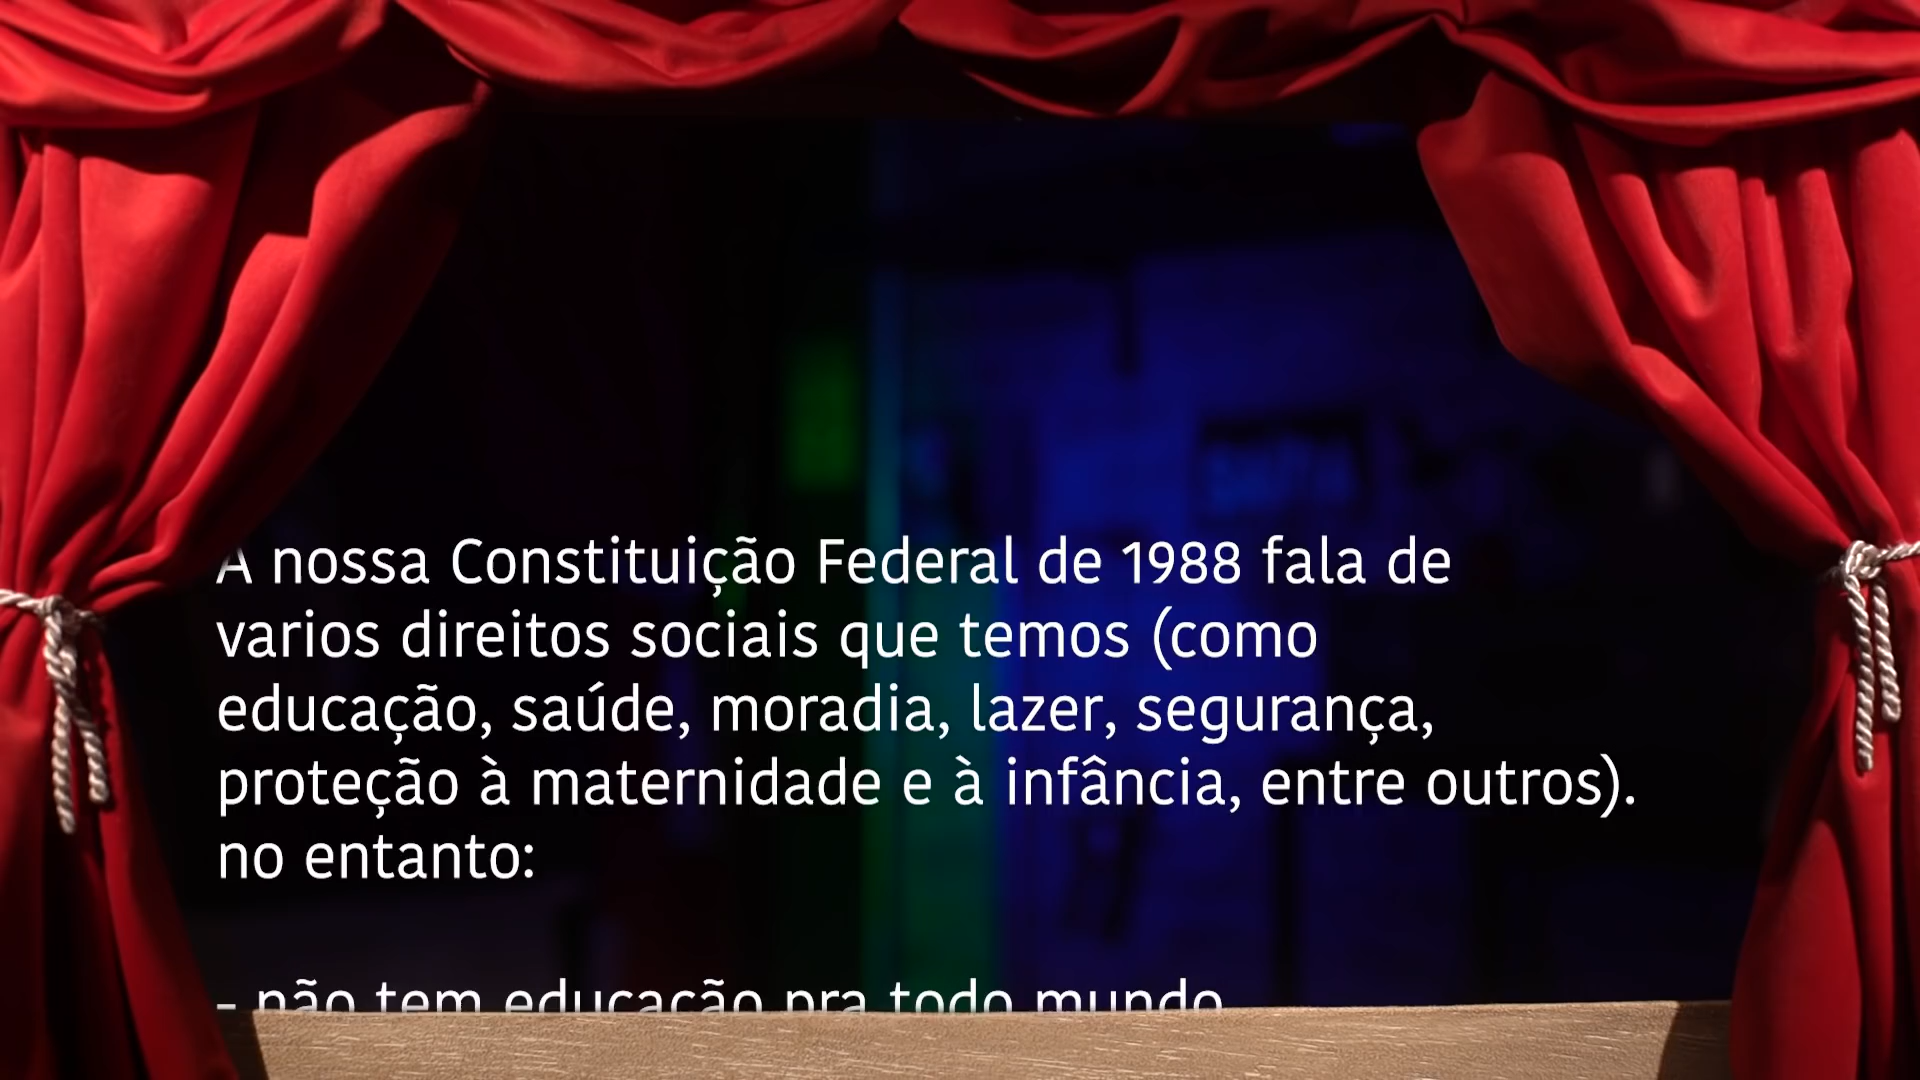 A nossa Constituição Federal de 1988 fala de
varios direitos sociais que temos (como
educação, saúde, moradia, lazer, segurança,
proteção à maternidade e à infância, entre outros).
no entanto:
- não tem educação pra todo mundo